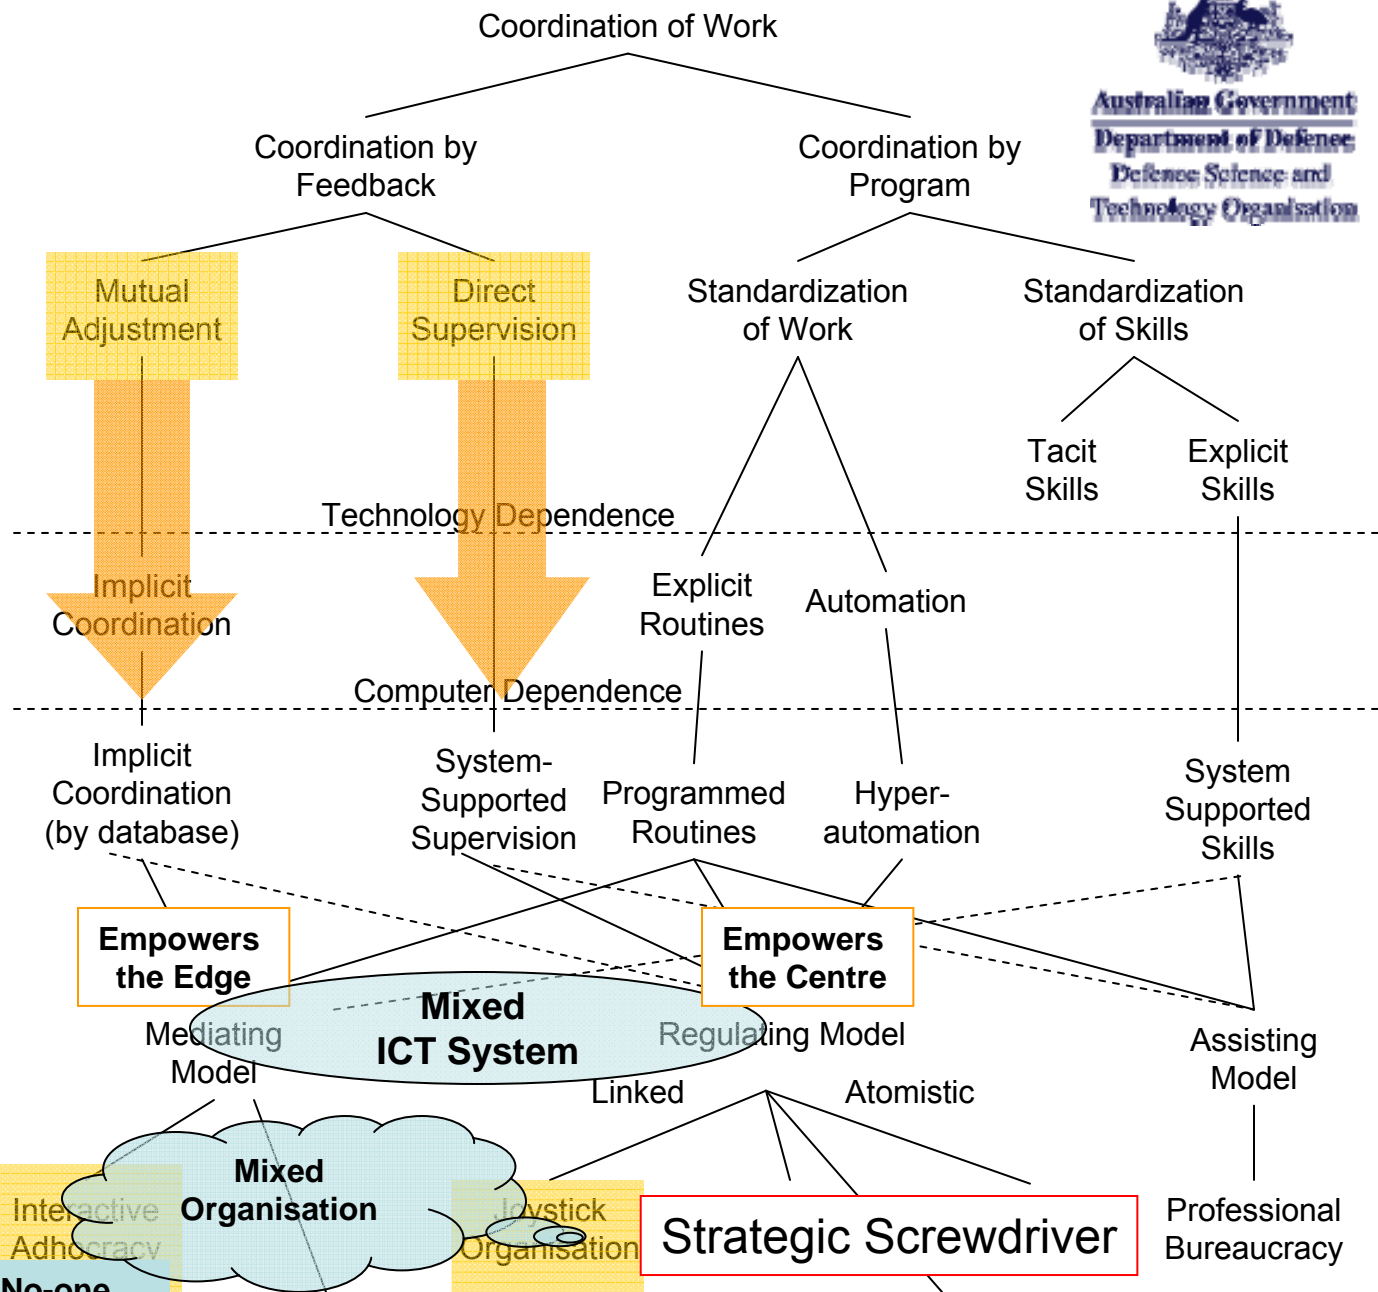 Coordination of Work
Australian Government
Department of Defence
Defence Science and
Technology Organisation
Coordination by
Feedback
Coordination by
Program
Mutual
Adjustment
Direct
Supervision
Standardization
of Work
Standardization
of Skills
Tacit
Skills
Explicit
Skills
Technology Dependence
Implicit
Coordination
Explicit
Routines
Automation
Computer Dependence
Implicit
Coordination
(by database)
System-
Supported
Supervision
Programmed
Routines
Hyper-
automation
System
Supported
Skills
Empowers
the Edge
Empowers
the Centre
Mixed
ICT System
Mediating
Model
Regulating Model
Linked
Atomistic
Assisting
Model
Mixed
Organisation
Interactive
Adhocracy
Joystick
Organisation
Strategic Screwdriver
Professional
Bureaucracy
No-one